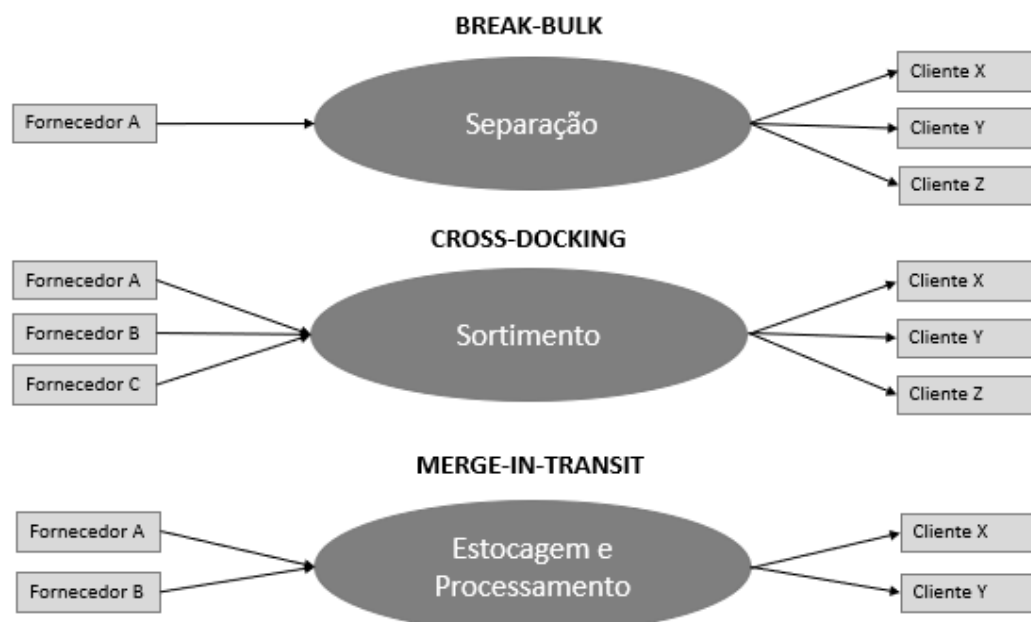 BREAK-BULK
Fornecedor A
Separação
Cliente X
Cliente Y
Cliente Z
CROSS-DOCKING
Fornecedor A
Fornecedor B
Fornecedor C
Sortimento
Cliente X
Cliente Y
Cliente Z
MERGE-IN-TRANSIT
Fornecedor A
Fornecedor B
Estocagem e
Processamento
Cliente X
Cliente Y